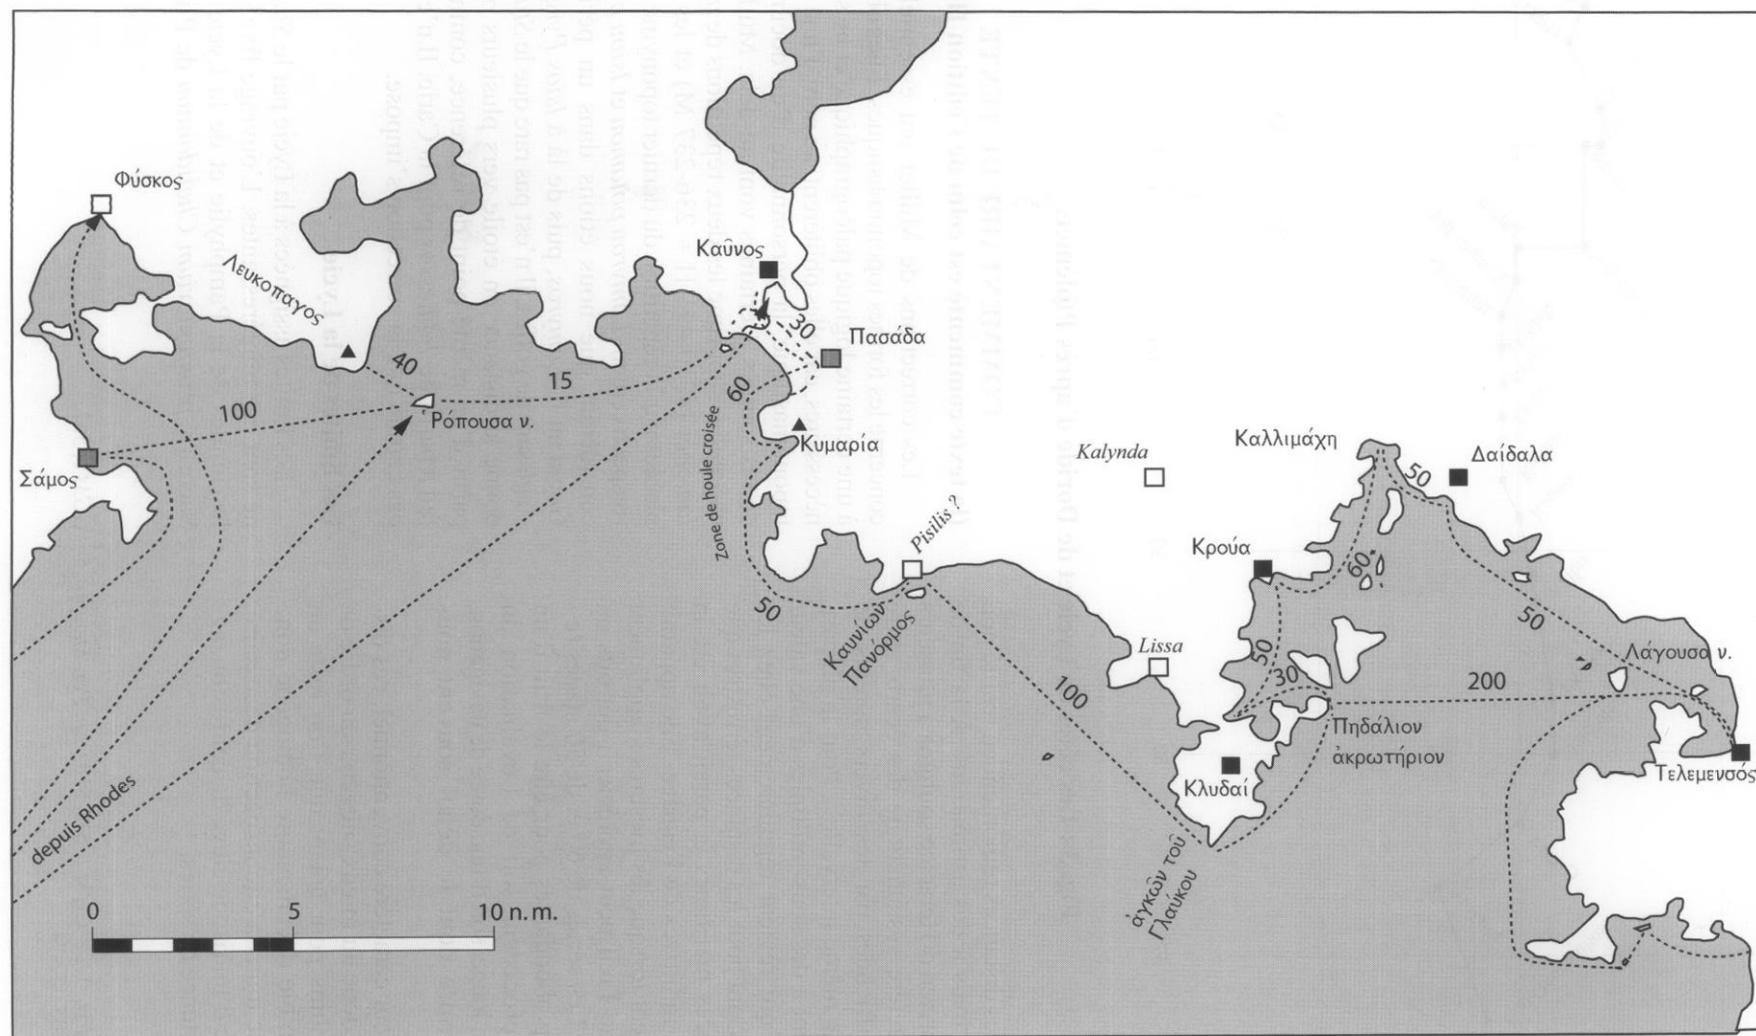 Φύσκος
Λευκοπαγος
Καῦνος
30
Πασάδα
40
15
60
100
Ῥόπουσα ν.
Σάμος
Κυμαρία
Zone de houle croisée
Kalynda
Καλλιμάχη
50
Δαίδαλα
Pisilis ?
Κρούα
60
50
Καυνίων
Πανόρμος
50
50
Lissa
30
Λάγουσα ν.
100
200
Πηδάλιον
ἀκρωτήριον
Κλυδαί
Τελεμενσός
depuis Rhodes
ἀγκὼν τοῦ
Γλαύκου
0 5 10 n.m.